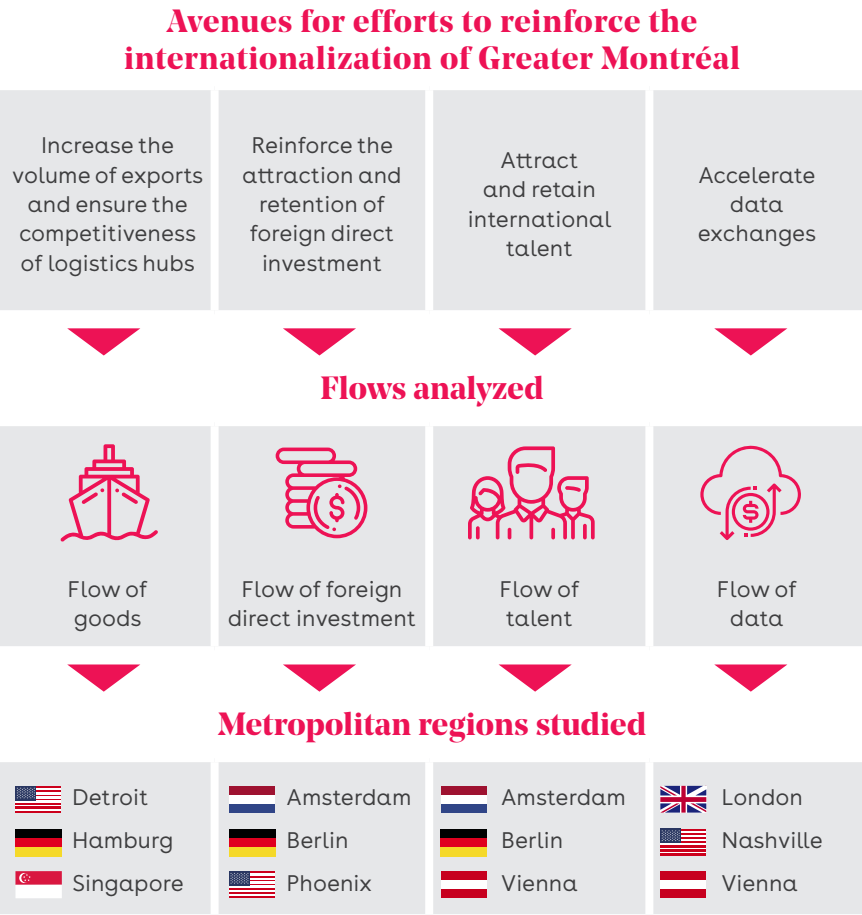 Avenues for efforts to reinforce the
internationalization of Greater Montréal
Increase the
volume of exports
and ensure the
competitiveness
of logistics hubs
Reinforce the
attraction and
retention of
foreign direct
investment
Attract
and retain
international
talent
Accelerate
data
exchanges
Flows analyzed
$
$
Flow of
goods
Flow of foreign
direct investment
Flow of
talent
Flow of
data
Metropolitan regions studied
Detroit
Hamburg
Singapore
Amsterdam
Berlin
Phoenix
Amsterdam
Berlin
Vienna
London
Nashville
Vienna